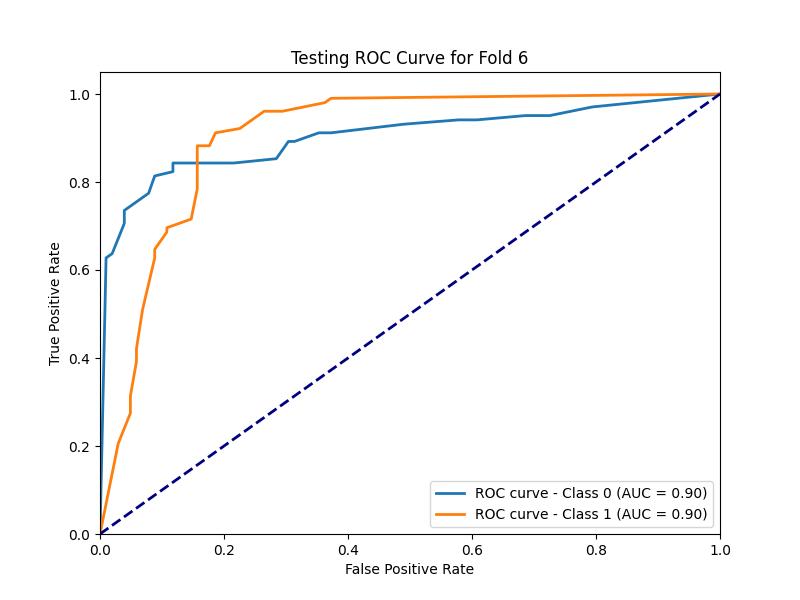 Testing ROC Curve for Fold 6
True Positive Rate
1.0
0.8
0.6
0.4
0.2
0.0
ROC curve - Class 0 (AUC = 0.90)
ROC curve - Class 1 (AUC = 0.90)
0.0 0.2 0.4 0.6 0.8 1.0
False Positive Rate